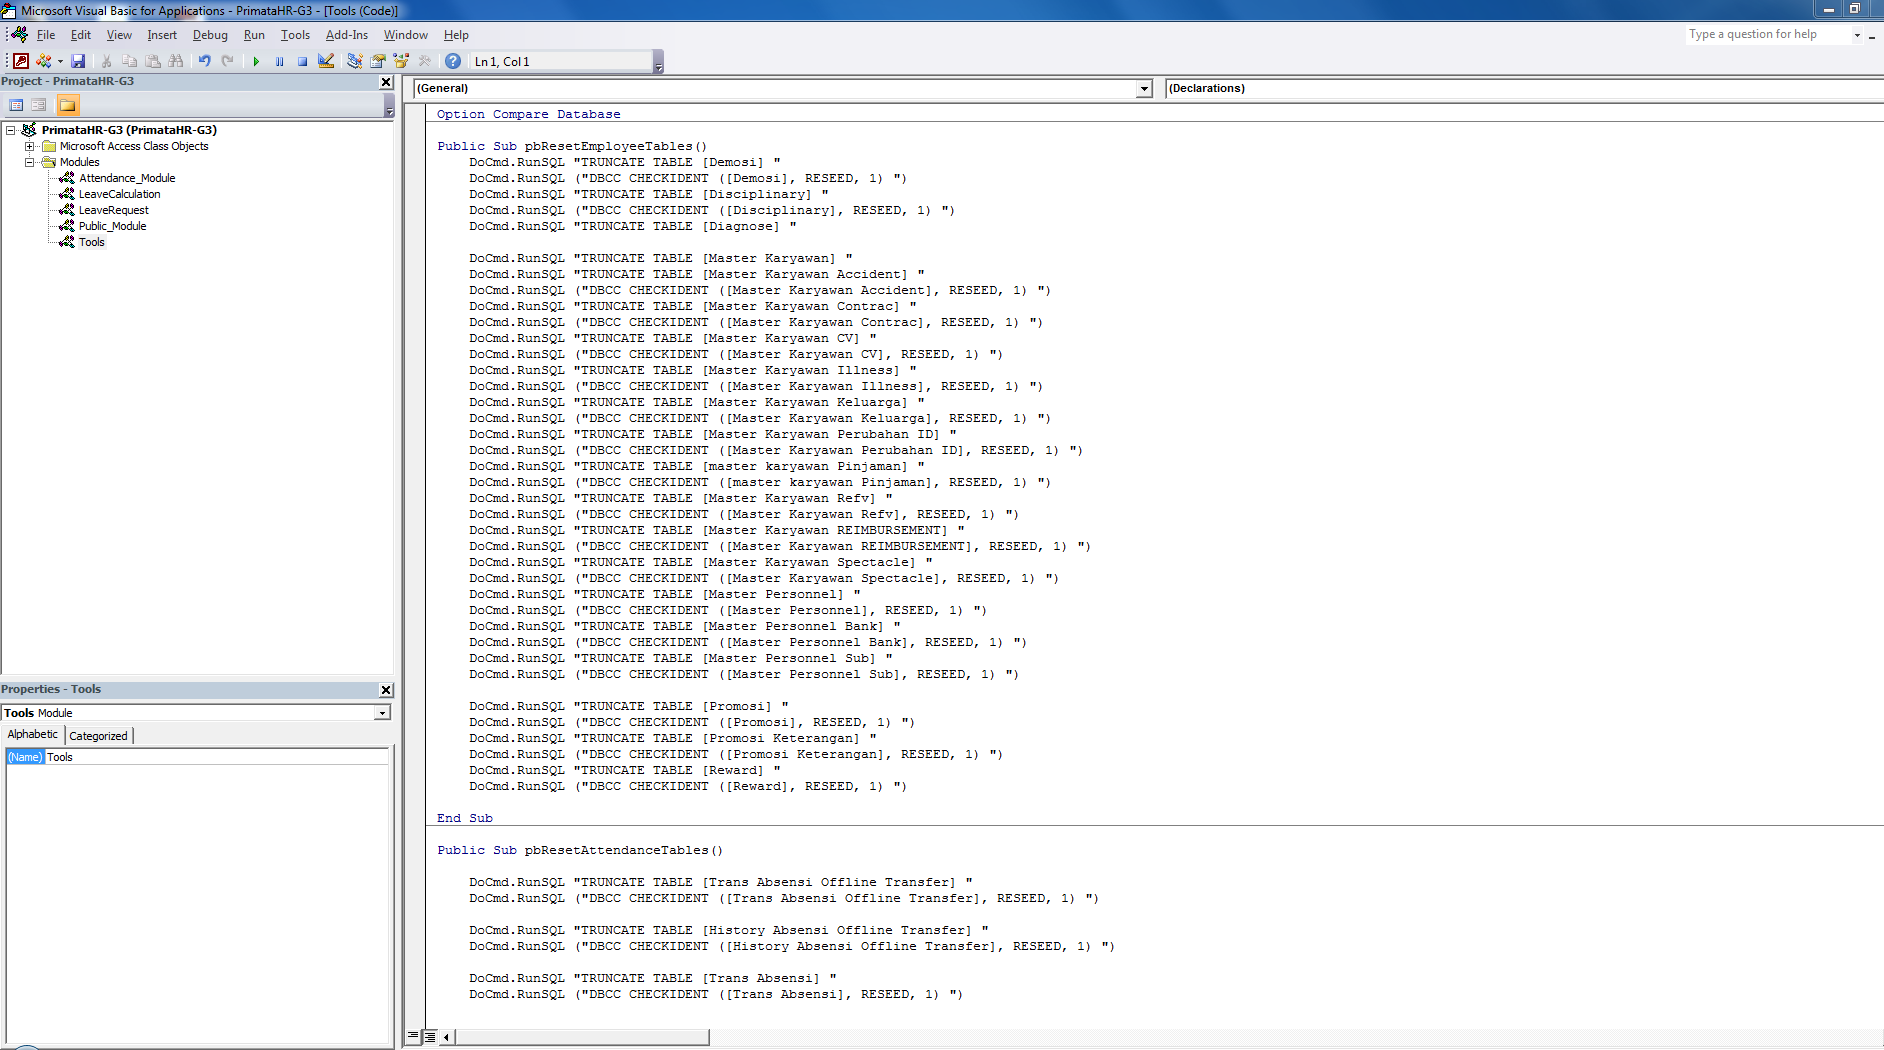 Microsoft Visual Basic for Applications - PrimataHR-G3 - [Tools (Code)]
File Edit View Insert Debug Run Tools Add-Ins Window Help
Type a question for help
Ln 1, Col 1
Project - PrimataHR-G3
PrimataHR-G3 (PrimataHR-G3)
Microsoft Access Class Objects
Modules
Attendance_Module
LeaveCalculation
LeaveRequest
Public_Module
Tools
Properties - Tools
Tools Module
Alphabetic Categorized
(Name) Tools
(General) (Declarations)
Option Compare Database
Public Sub pbResetEmployeeTables()
DoCmd.RunSQL "TRUNCATE TABLE [Demosi] "
DoCmd.RunSQL ("DBCC CHECKIDENT ([Demosi], RESEED, 1) ")
DoCmd.RunSQL "TRUNCATE TABLE [Disciplinary] "
DoCmd.RunSQL ("DBCC CHECKIDENT ([Disciplinary], RESEED, 1) ")
DoCmd.RunSQL "TRUNCATE TABLE [Diagnose] "
DoCmd.RunSQL "TRUNCATE TABLE [Master Karyawan] "
DoCmd.RunSQL "TRUNCATE TABLE [Master Karyawan Accident] "
DoCmd.RunSQL ("DBCC CHECKIDENT ([Master Karyawan Accident], RESEED, 1) ")
DoCmd.RunSQL "TRUNCATE TABLE [Master Karyawan Contrac] "
DoCmd.RunSQL ("DBCC CHECKIDENT ([Master Karyawan Contrac], RESEED, 1) ")
DoCmd.RunSQL "TRUNCATE TABLE [Master Karyawan CV] "
DoCmd.RunSQL ("DBCC CHECKIDENT ([Master Karyawan CV], RESEED, 1) ")
DoCmd.RunSQL "TRUNCATE TABLE [Master Karyawan Illness] "
DoCmd.RunSQL ("DBCC CHECKIDENT ([Master Karyawan Illness], RESEED, 1) ")
DoCmd.RunSQL "TRUNCATE TABLE [Master Karyawan Keluarga] "
DoCmd.RunSQL ("DBCC CHECKIDENT ([Master Karyawan Keluarga], RESEED, 1) ")
DoCmd.RunSQL "TRUNCATE TABLE [Master Karyawan Perubahan ID] "
DoCmd.RunSQL ("DBCC CHECKIDENT ([Master Karyawan Perubahan ID], RESEED, 1) ")
DoCmd.RunSQL "TRUNCATE TABLE [master karyawan Pinjaman] "
DoCmd.RunSQL ("DBCC CHECKIDENT ([master karyawan Pinjaman], RESEED, 1) ")
DoCmd.RunSQL "TRUNCATE TABLE [Master Karyawan Refv] "
DoCmd.RunSQL ("DBCC CHECKIDENT ([Master Karyawan Refv], RESEED, 1) ")
DoCmd.RunSQL "TRUNCATE TABLE [Master Karyawan REIMBURSEMENT] "
DoCmd.RunSQL ("DBCC CHECKIDENT ([Master Karyawan REIMBURSEMENT], RESEED, 1) ")
DoCmd.RunSQL "TRUNCATE TABLE [Master Karyawan Spectacle] "
DoCmd.RunSQL ("DBCC CHECKIDENT ([Master Karyawan Spectacle], RESEED, 1) ")
DoCmd.RunSQL "TRUNCATE TABLE [Master Personnel] "
DoCmd.RunSQL ("DBCC CHECKIDENT ([Master Personnel], RESEED, 1) ")
DoCmd.RunSQL "TRUNCATE TABLE [Master Personnel Bank] "
DoCmd.RunSQL ("DBCC CHECKIDENT ([Master Personnel Bank], RESEED, 1) ")
DoCmd.RunSQL "TRUNCATE TABLE [Master Personnel Sub] "
DoCmd.RunSQL ("DBCC CHECKIDENT ([Master Personnel Sub], RESEED, 1) ")
DoCmd.RunSQL "TRUNCATE TABLE [Promosi] "
DoCmd.RunSQL ("DBCC CHECKIDENT ([Promosi], RESEED, 1) ")
DoCmd.RunSQL "TRUNCATE TABLE [Promosi Keterangan] "
DoCmd.RunSQL ("DBCC CHECKIDENT ([Promosi Keterangan], RESEED, 1) ")
DoCmd.RunSQL "TRUNCATE TABLE [Reward] "
DoCmd.RunSQL ("DBCC CHECKIDENT ([Reward], RESEED, 1) ")
End Sub
Public Sub pbResetAttendanceTables()
DoCmd.RunSQL "TRUNCATE TABLE [Trans Absensi Offline Transfer] "
DoCmd.RunSQL ("DBCC CHECKIDENT ([Trans Absensi Offline Transfer], RESEED, 1) ")
DoCmd.RunSQL "TRUNCATE TABLE [History Absensi Offline Transfer] "
DoCmd.RunSQL ("DBCC CHECKIDENT ([History Absensi Offline Transfer], RESEED, 1) ")
DoCmd.RunSQL "TRUNCATE TABLE [Trans Absensi] "
DoCmd.RunSQL ("DBCC CHECKIDENT ([Trans Absensi], RESEED, 1) ")